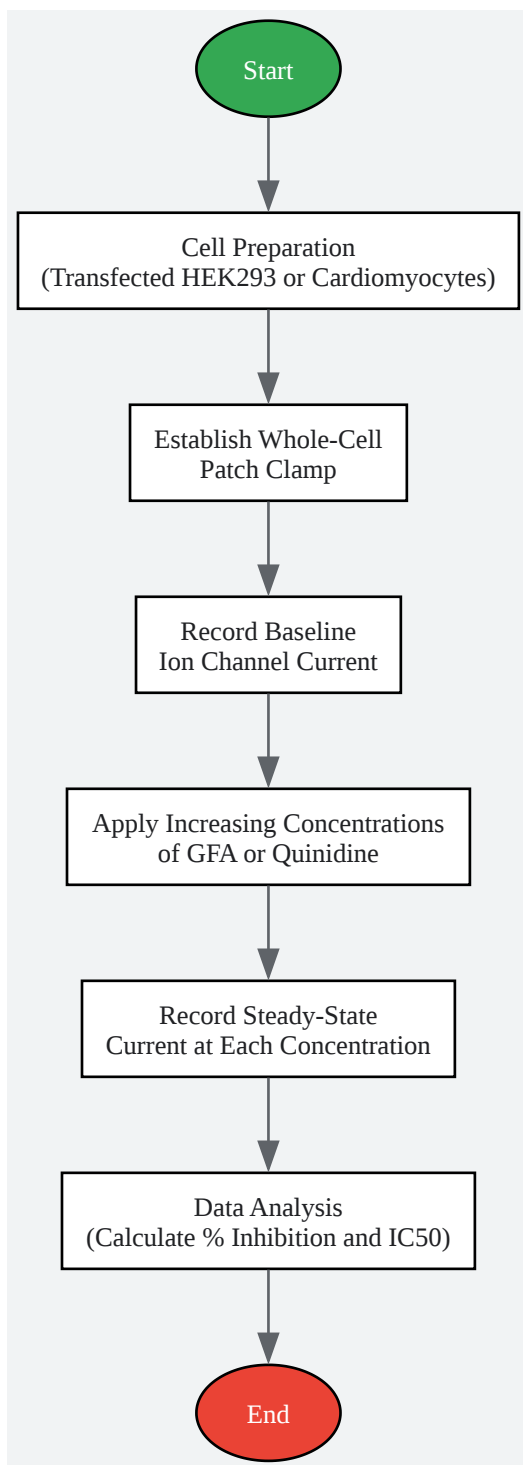 Start
Cell Preparation
(Transfected HEK293 or Cardiomyocytes)
Establish Whole-Cell
Patch Clamp
Record Baseline
Ion Channel Current
Apply Increasing Concentrations
of GFA or Quinidine
Record Steady-State
Current at Each Concentration
Data Analysis
(Calculate % Inhibition and IC50)
End